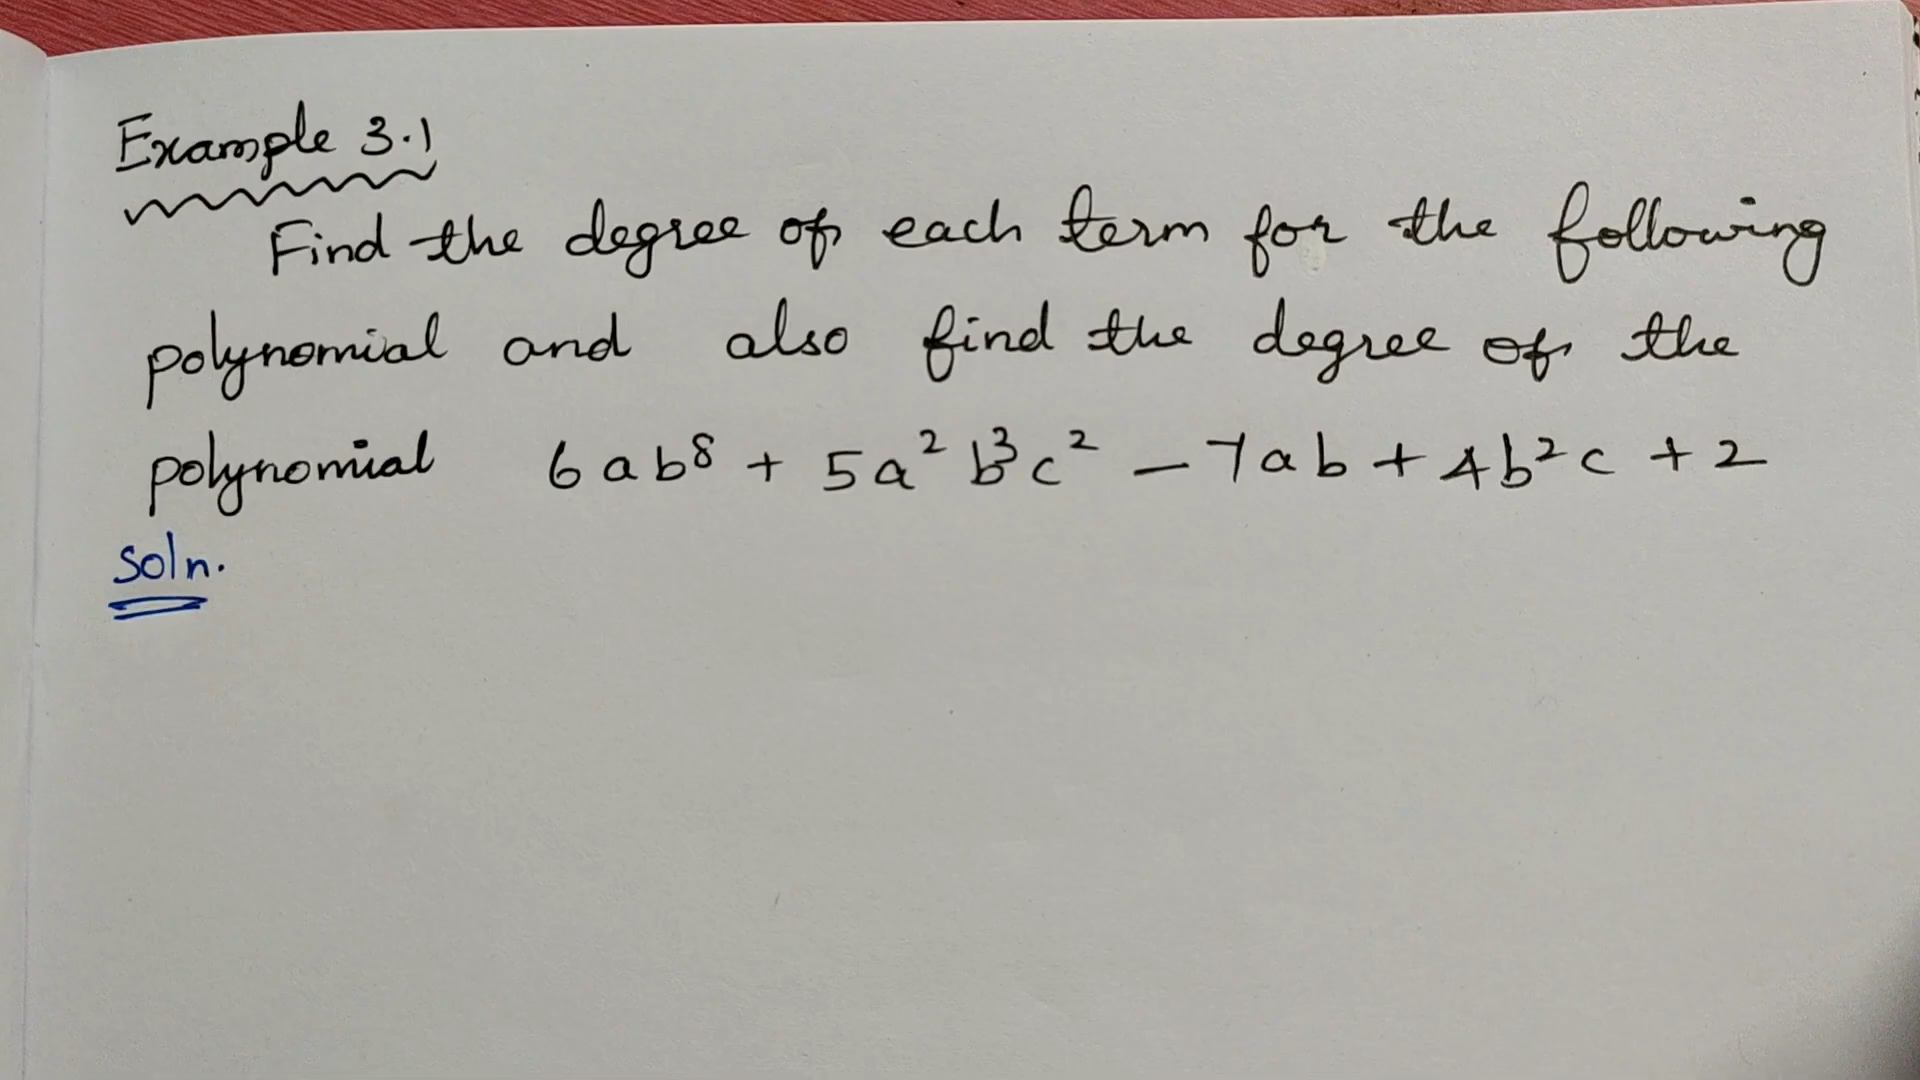 Example 3.1
Find the degree of each term for the following
polynomial and also find the degree of the
polynomial 6ab⁸ + 5a²b³c² - 7ab + 4b²c + 2
soln.